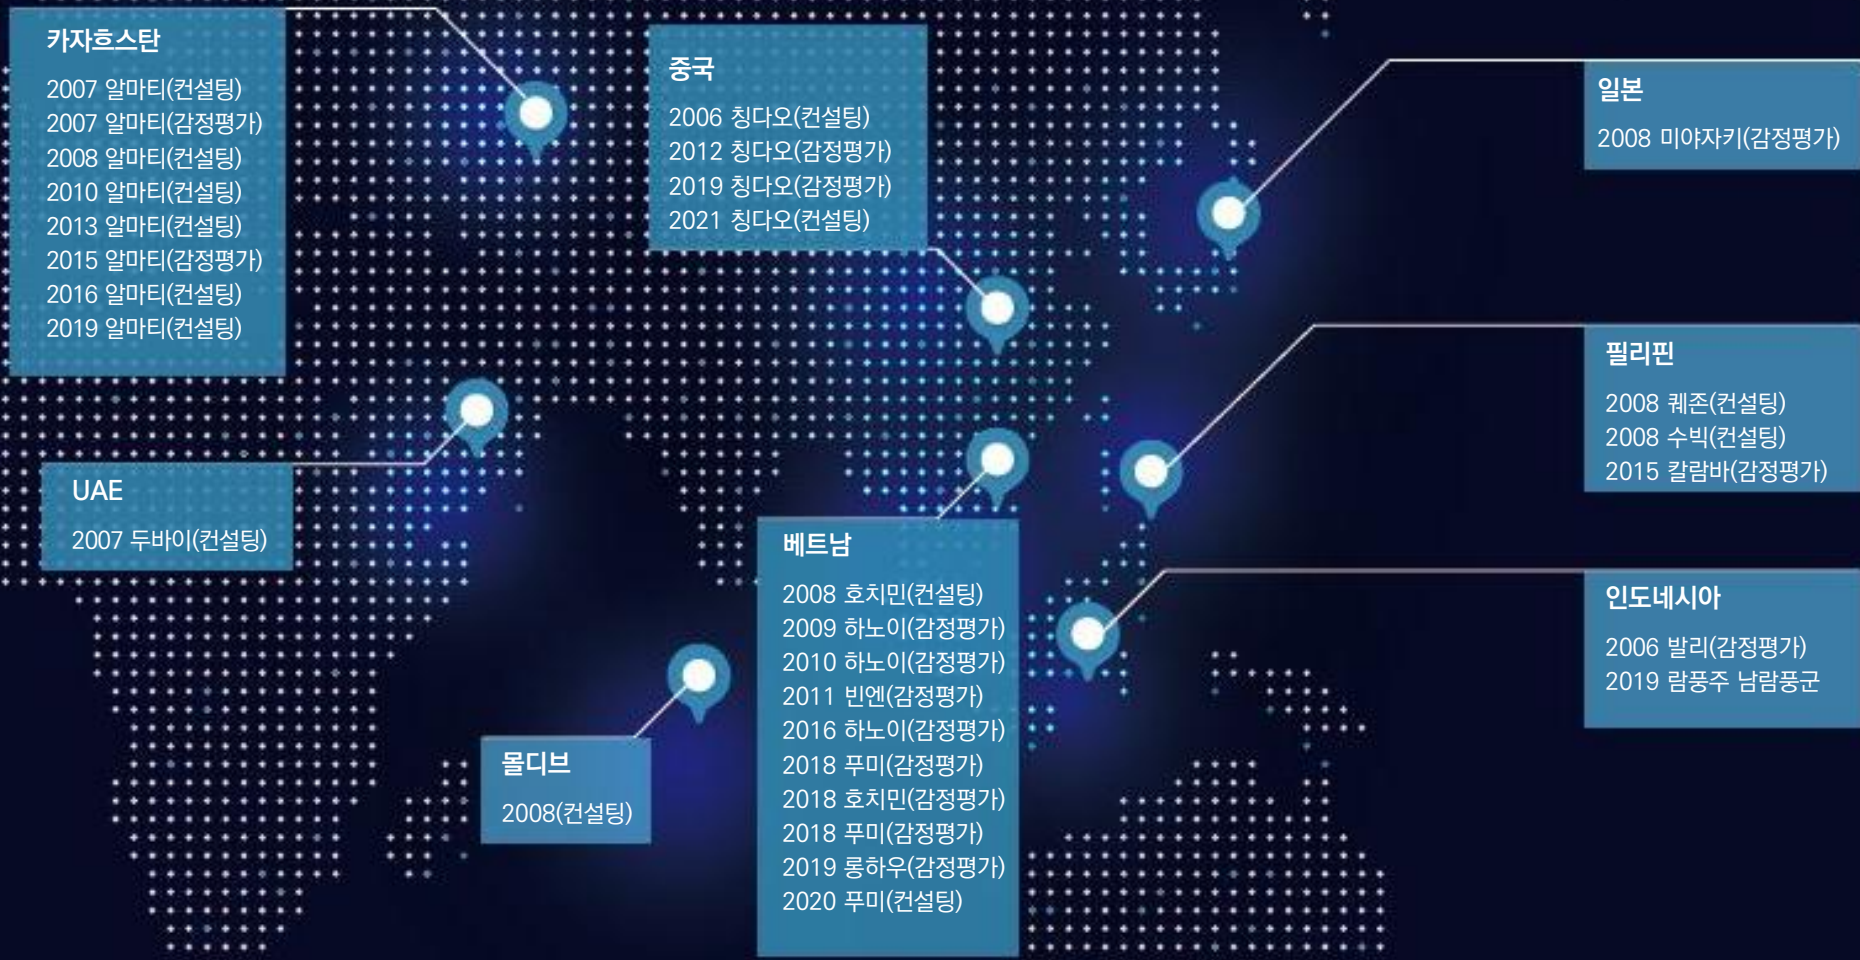 카자흐스탄
2007 알마티(컨설팅)
2007 알마티(감정평가)
2008 알마티(컨설팅)
2010 알마티(컨설팅)
2013 알마티(컨설팅)
2015 알마티(감정평가)
2016 알마티(컨설팅)
2019 알마티(컨설팅)
중국
2006 칭다오(컨설팅)
2012 칭다오(감정평가)
2019 칭다오(감정평가)
2021 칭다오(컨설팅)
일본
2008 미야자키(감정평가)
필리핀
2008 퀘존(컨설팅)
2008 수빅(컨설팅)
2015 칼람바(감정평가)
UAE
2007 두바이(컨설팅)
베트남
2008 호치민(컨설팅)
2009 하노이(감정평가)
2010 하노이(감정평가)
2011 빈엔(감정평가)
2016 하노이(감정평가)
2018 푸미(감정평가)
2018 호치민(감정평가)
2018 푸미(감정평가)
2019 롱하우(감정평가)
2020 푸미(컨설팅)
인도네시아
2006 발리(감정평가)
2019 람풍주 남람풍군
몰디브
2008(컨설팅)